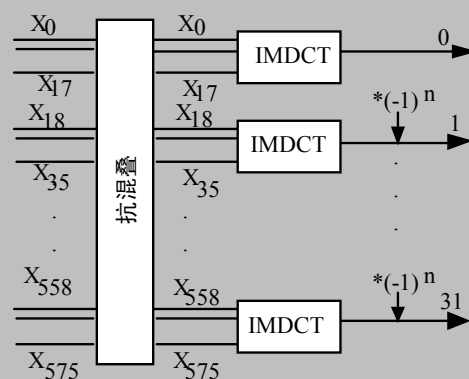 X0 X0 0
IMDCT
X17 X17
X18 X18 *(-1) n
IMDCT 1
X35 X35
抗混叠
X558 X558 *(-1) n
IMDCT 31
X575 X575